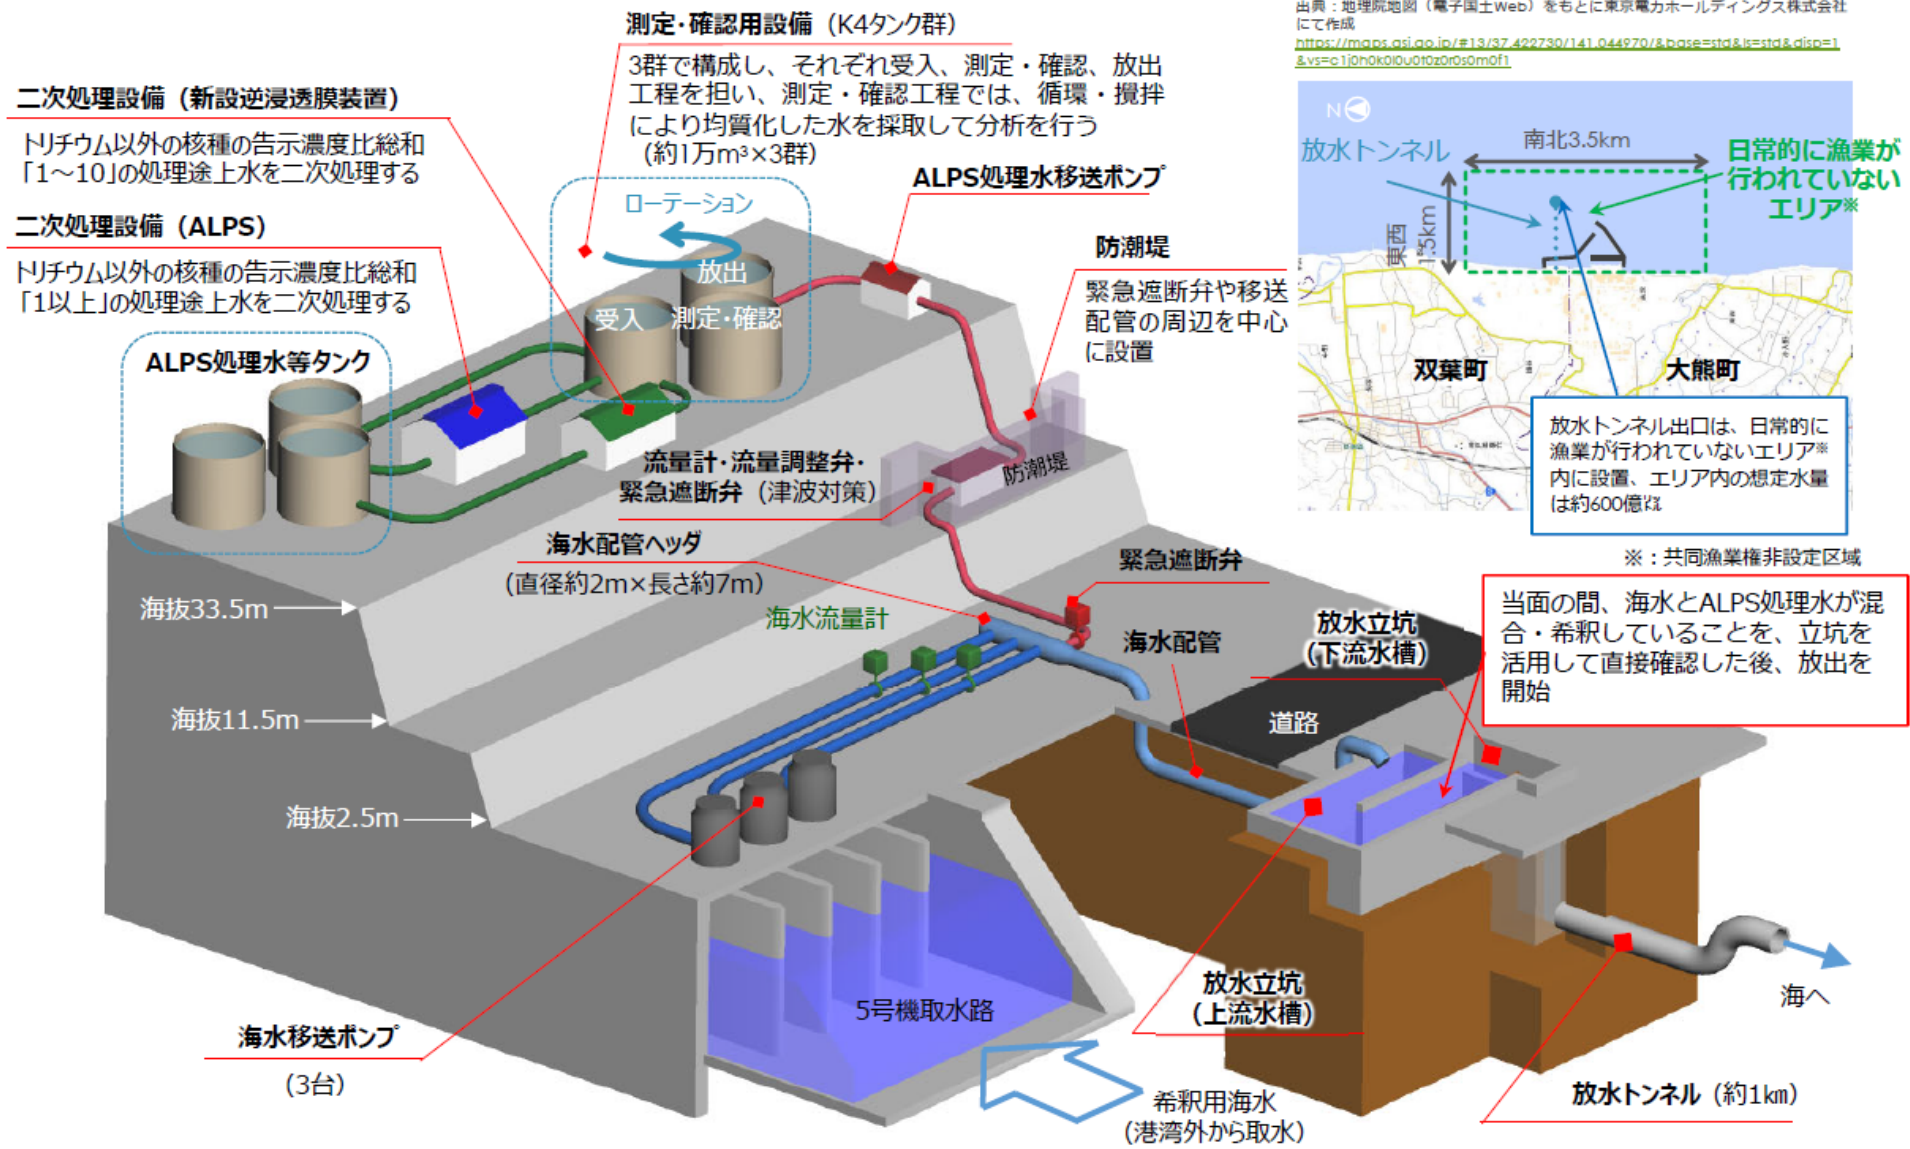 測定・確認用設備（K4タンク群）
3群で構成し、それぞれ受入、測定・確認、放出
工程を担い、測定・確認工程では、循環・攪拌
により均質化した水を採取して分析を行う
（約1万m³×3群）
二次処理設備（新設逆浸透膜装置）
トリチウム以外の核種の告示濃度比総和
「1～10」の処理途上水を二次処理する
二次処理設備（ALPS）
トリチウム以外の核種の告示濃度比総和
「1以上」の処理途上水を二次処理する
ALPS処理水等タンク
ローテーション
放出
受入
測定・確認
ALPS処理水移送ポンプ
防潮堤
緊急遮断弁や移送
配管の周辺を中心
に設置
防潮堤
流量計・流量調整弁・
緊急遮断弁（津波対策）
海水配管ヘッダ
（直径約2m×長さ約7m）
海水流量計
緊急遮断弁
海水配管
放水立坑
（下流水槽）
道路
海抜33.5m
海抜11.5m
海抜2.5m
海水移送ポンプ
（3台）
5号機取水路
希釈用海水
（港湾外から取水）
放水立坑
（上流水槽）
放水トンネル（約1km）
海へ
出典：地理院地図（電子国土Web）をもとに東京電力ホールディングス株式会社
にて作成
https://maps.gsi.go.jp/#13/37.422730/141.044970/&base=std&ls=std&disp=1
&vs=c1j0h0k0l0u0t0z0r0s0m0f1
N
放水トンネル
南北3.5km
東西
1.5km
日常的に漁業が
行われていない
エリア※
双葉町
大熊町
放水トンネル出口は、日常的に
漁業が行われていないエリア※
内に設置、エリア内の想定水量
は約600億㍑
※：共同漁業権非設定区域
当面の間、海水とALPS処理水が混
合・希釈していることを、立坑を
活用して直接確認した後、放出を
開始